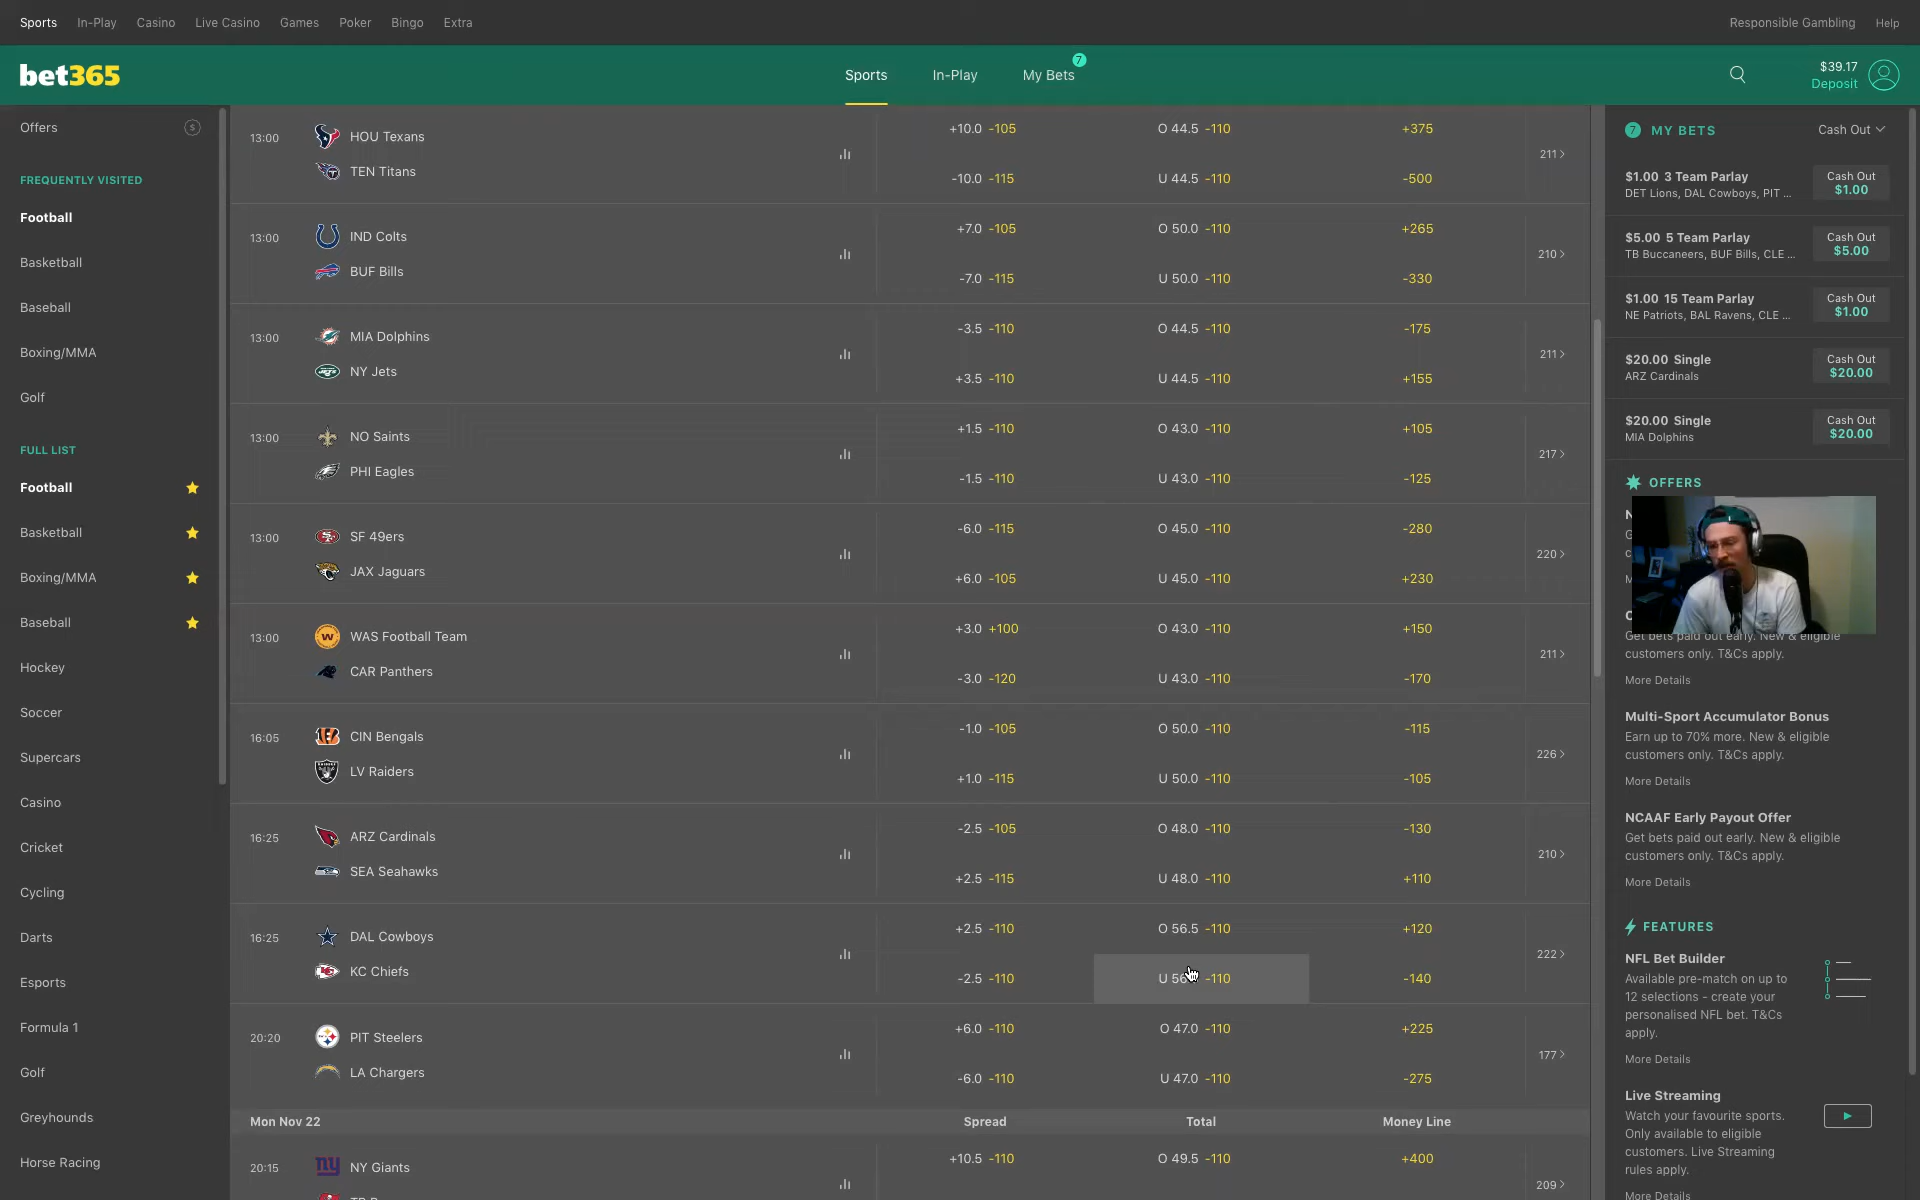 Sports In-Play Casino Live Casino Games Poker Bingo Extra Responsible Gambling Help
bet365 Sports In-Play My Bets 7 $39.17
Deposit
Offers $
FREQUENTLY VISITED
Football
Basketball
Baseball
Boxing/MMA
Golf
FULL LIST
Football
Basketball
Boxing/MMA
Baseball
Hockey
Soccer
Supercars
Casino
Cricket
Cycling
Darts
Esports
Formula 1
Golf
Greyhounds
Horse Racing
13:00 HOU Texans +10.0 -105 O 44.5 -110 +375
TEN Titans -10.0 -115 U 44.5 -110 -500 211
13:00 IND Colts +7.0 -105 O 50.0 -110 +265
BUF Bills -7.0 -115 U 50.0 -110 -330 210
13:00 MIA Dolphins -3.5 -110 O 44.5 -110 -175
NY Jets +3.5 -110 U 44.5 -110 +155 211
13:00 NO Saints +1.5 -110 O 43.0 -110 +105
PHI Eagles -1.5 -110 U 43.0 -110 -125 217
13:00 SF 49ers -6.0 -115 O 45.0 -110 -280
JAX Jaguars +6.0 -105 U 45.0 -110 +230 220
13:00 WAS Football Team +3.0 +100 O 43.0 -110 +150
CAR Panthers -3.0 -120 U 43.0 -110 -170 211
16:05 CIN Bengals -1.0 -105 O 50.0 -110 -115
LV Raiders +1.0 -115 U 50.0 -110 -105 226
16:25 ARZ Cardinals -2.5 -105 O 48.0 -110 -130
SEA Seahawks +2.5 -115 U 48.0 -110 +110 210
16:25 DAL Cowboys +2.5 -110 O 56.5 -110 +120
KC Chiefs -2.5 -110 U -110 -140 222
20:20 PIT Steelers +6.0 -110 O 47.0 -110 +225
LA Chargers -6.0 -110 U 47.0 -110 -275 177
Mon Nov 22 Spread Total Money Line
20:15 NY Giants +10.5 -110 O 49.5 -110 +400
209
7 MY BETS Cash Out
$1.00 3 Team Parlay Cash Out
DET Lions, DAL Cowboys, PIT ... $1.00
$5.00 5 Team Parlay Cash Out
TB Buccaneers, BUF Bills, CLE ... $5.00
$1.00 15 Team Parlay Cash Out
NE Patriots, BAL Ravens, CLE ... $1.00
$20.00 Single Cash Out
ARZ Cardinals $20.00
$20.00 Single Cash Out
MIA Dolphins $20.00
OFFERS
Get bets paid out early. New & eligible
customers only. T&Cs apply.
More Details
Multi-Sport Accumulator Bonus
Earn up to 70% more. New & eligible
customers only. T&Cs apply.
More Details
NCAAF Early Payout Offer
Get bets paid out early. New & eligible
customers only. T&Cs apply.
More Details
FEATURES
NFL Bet Builder
Available pre-match on up to
12 selections - create your
personalised NFL bet. T&Cs
apply.
More Details
Live Streaming
Watch your favourite sports.
Only available to eligible
customers. Live Streaming
rules apply.
More Details